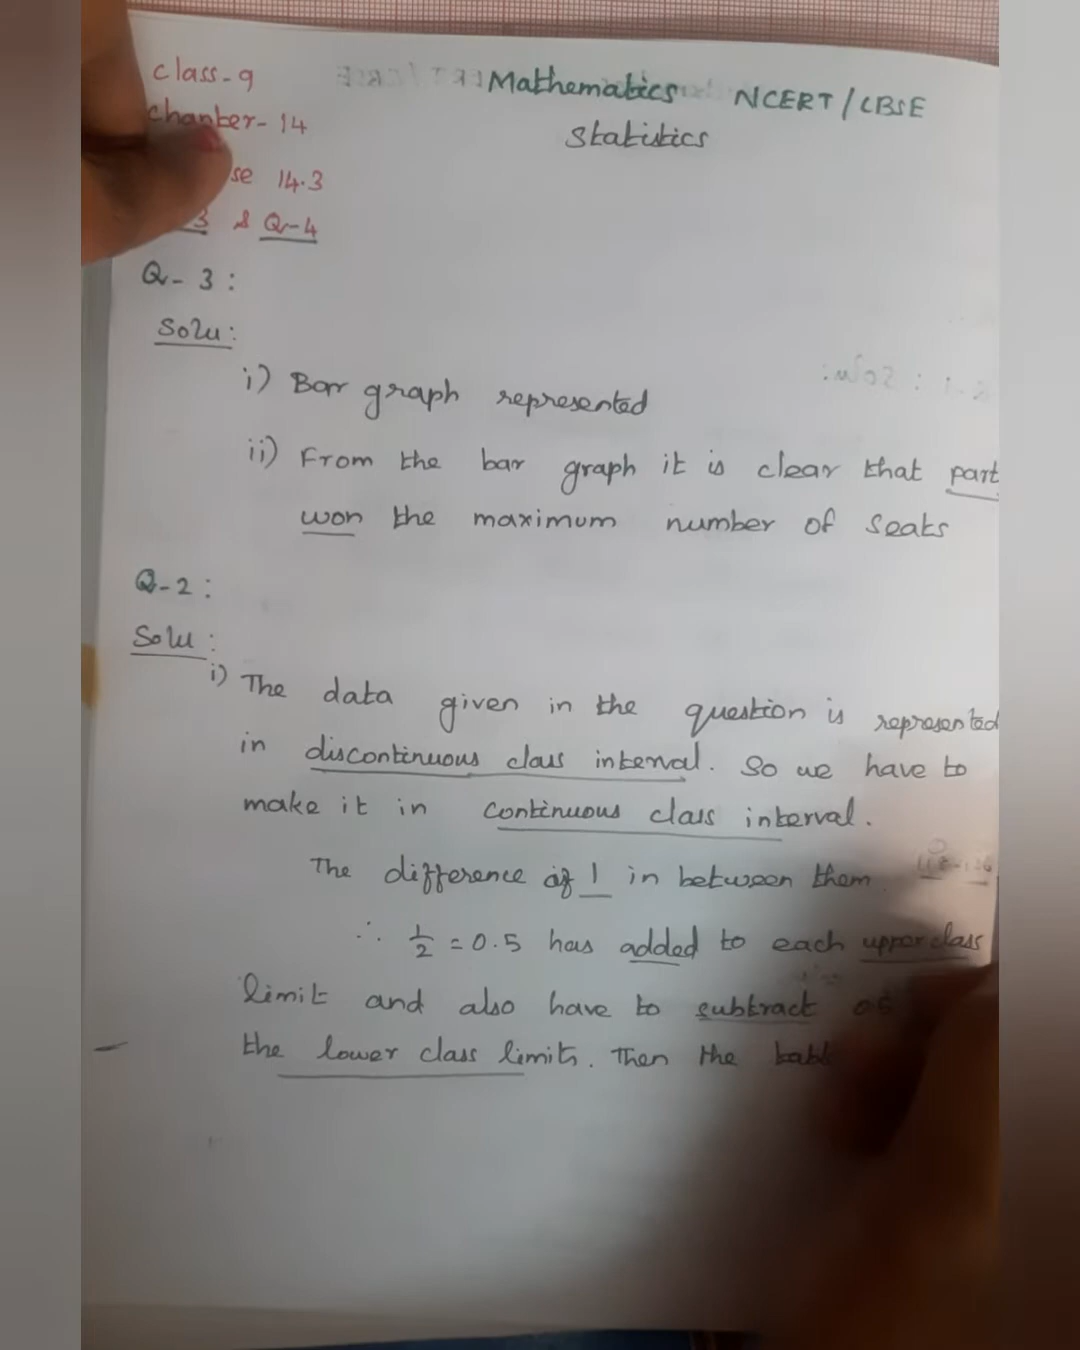 class-9
Mathematics NCERT/CBSE
chapter-14
Statistics
se 14.3
3 & Q-4
Q-3:
Solu:
i) Bar graph represented
ii) From the bar graph it is clear that part
won the maximum number of seats
Q-2:
Solu:
i) The data given in the question is represented
in discontinuous class interval. So we have to
make it in continuous class interval.
The difference of 1 in between them.
∴ 1/2 = 0.5 has added to each upper class
limit and also have to subtract
the lower class limits. Then the